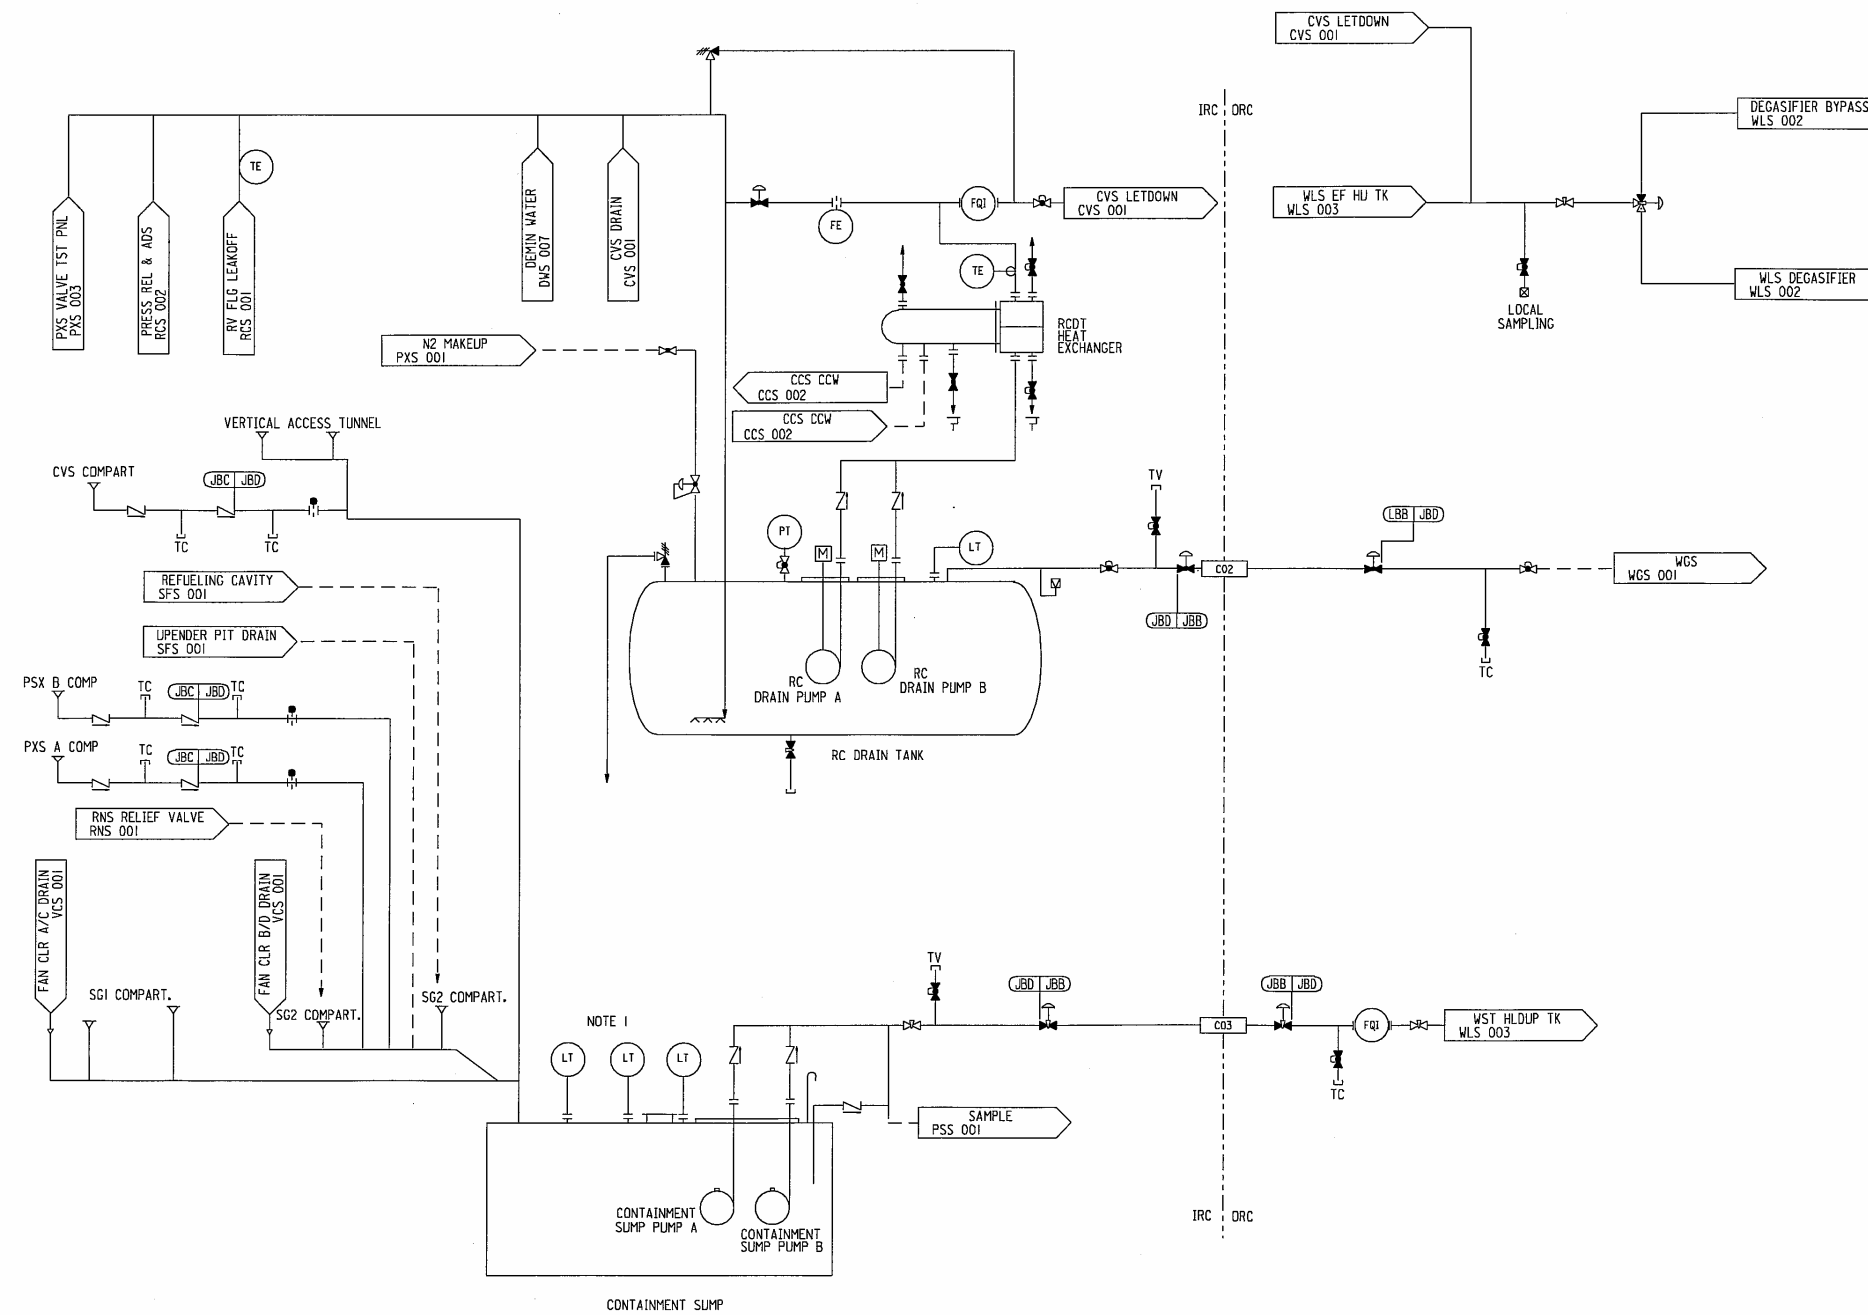 CVS LETDOWN
CVS 001
IRC
ORC
DEGASIFIER BYPASS
WLS 002
TE
PXS VALVE TST PNL
PXS 003
PRESS REL & ADS
RCS 002
RV FLG LEAKOFF
RCS 001
DEMIN WATER
DWS 007
CVS DRAIN
CVS 001
FE
FQI
CVS LETDOWN
CVS 001
WLS EF HU TK
WLS 003
TE
WLS DEGASIFIER
WLS 002
LOCAL
SAMPLING
RCDT
HEAT
EXCHANGER
N2 MAKEUP
PXS 001
CCS CCW
CCS 002
CCS CCW
CCS 002
VERTICAL ACCESS TUNNEL
CVS COMPART
JBC JBD
TC
TC
TV
LBB JBD
PT
M
M
LT
CO2
WGS
WGS 001
REFUELING CAVITY
SFS 001
JBD JBB
UPENDER PIT DRAIN
SFS 001
TC
PSX B COMP
TC
JBC JBD
TC
RC
DRAIN PUMP A
RC
DRAIN PUMP B
PXS A COMP
TC
JBC JBD
TC
RC DRAIN TANK
RNS RELIEF VALVE
RNS 001
FAN CLR A/C DRAIN
VCS 001
FAN CLR B/D DRAIN
VCS 001
SG1 COMPART.
SG2 COMPART.
SG2 COMPART.
TV
JBD JBB
JBB JBD
NOTE 1
CO3
FQI
WST HLDUP TK
WLS 003
LT
LT
LT
TC
SAMPLE
PSS 001
CONTAINMENT
SUMP PUMP A
CONTAINMENT
SUMP PUMP B
IRC
ORC
CONTAINMENT SUMP